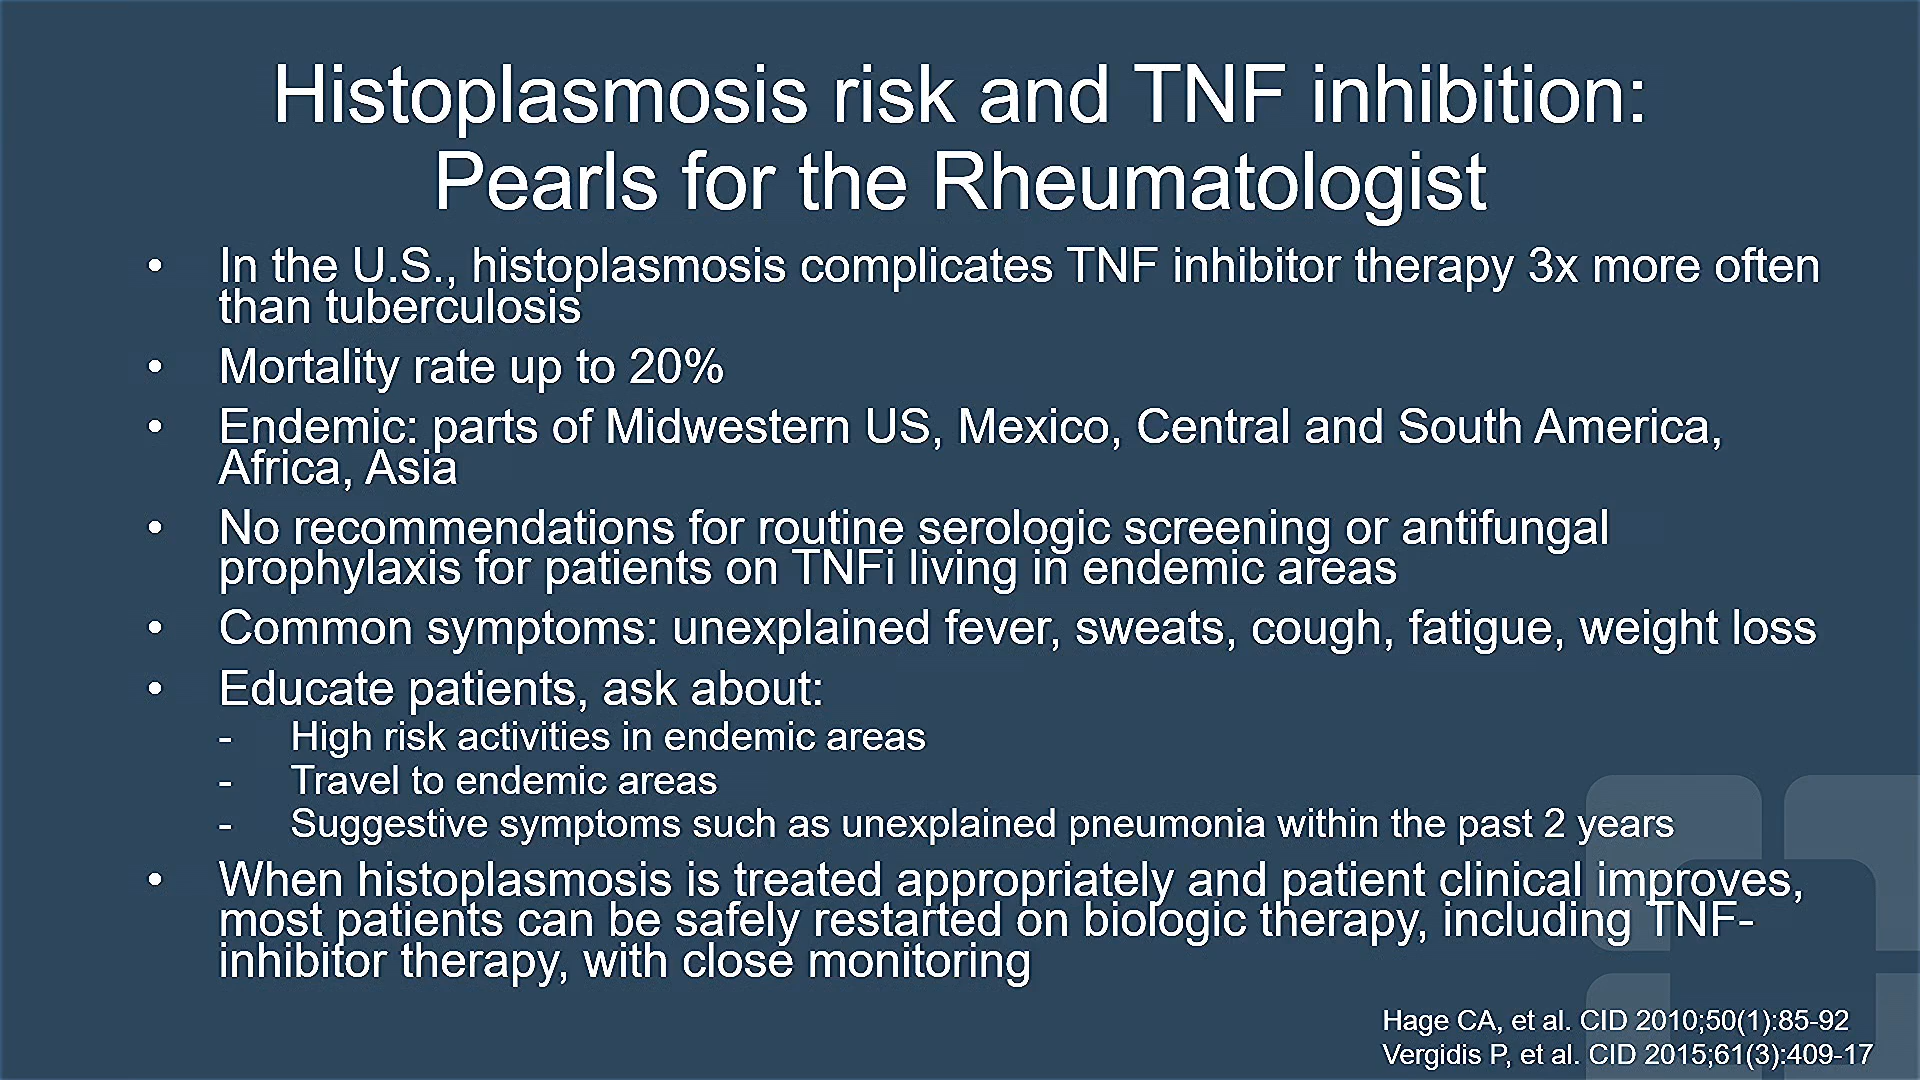 Histoplasmosis risk and TNF inhibition:
Pearls for the Rheumatologist
• In the U.S., histoplasmosis complicates TNF inhibitor therapy 3x more often
than tuberculosis
• Mortality rate up to 20%
• Endemic: parts of Midwestern US, Mexico, Central and South America,
Africa, Asia
• No recommendations for routine serologic screening or antifungal
prophylaxis for patients on TNFi living in endemic areas
• Common symptoms: unexplained fever, sweats, cough, fatigue, weight loss
• Educate patients, ask about:
- High risk activities in endemic areas
- Travel to endemic areas
- Suggestive symptoms such as unexplained pneumonia within the past 2 years
• When histoplasmosis is treated appropriately and patient clinical improves,
most patients can be safely restarted on biologic therapy, including TNF-
inhibitor therapy, with close monitoring
Hage CA, et al. CID 2010;50(1):85-92
Vergidis P, et al. CID 2015;61(3):409-17